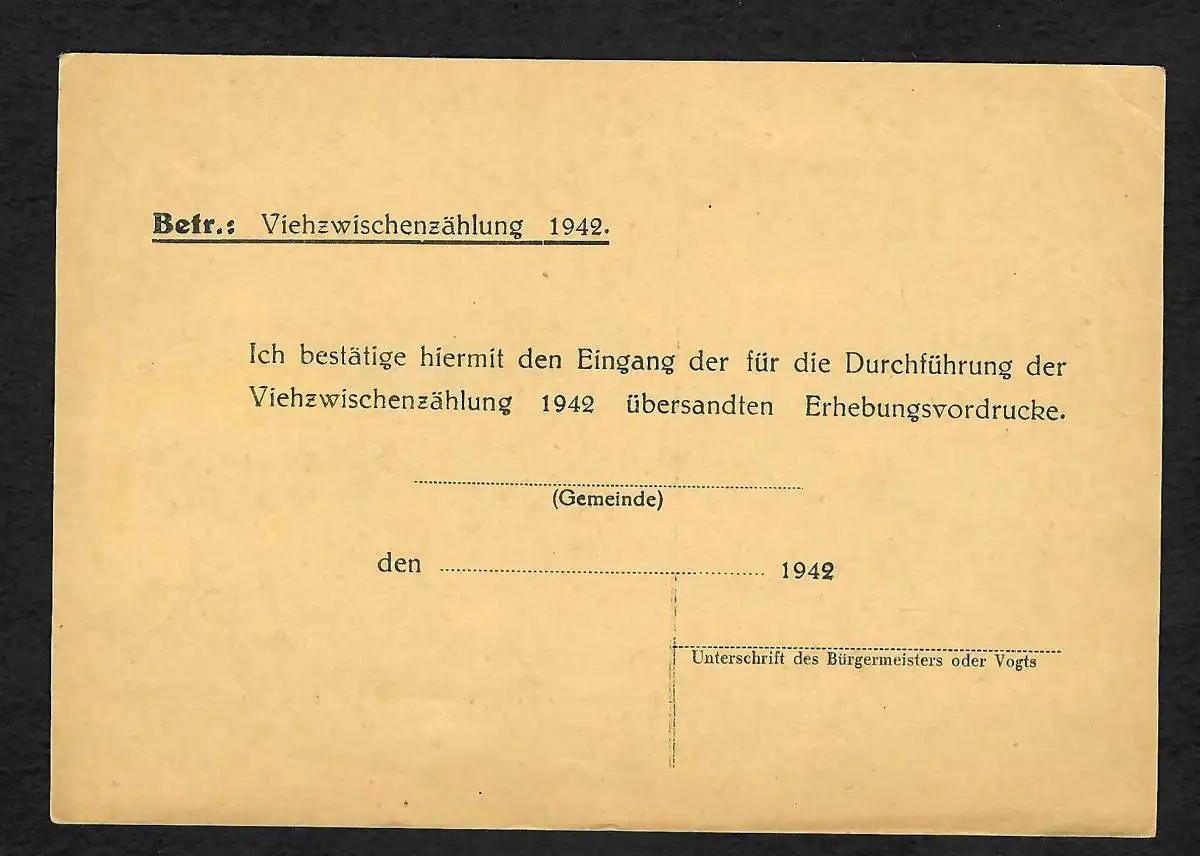 Betr.: Viehzwischenzählung 1942.
Ich bestätige hiermit den Eingang der für die Durchführung der
Viehzwischenzählung 1942 übersandten Erhebungsvordrucke.
(Gemeinde)
den 1942
Unterschrift des Bürgermeisters oder Vogts